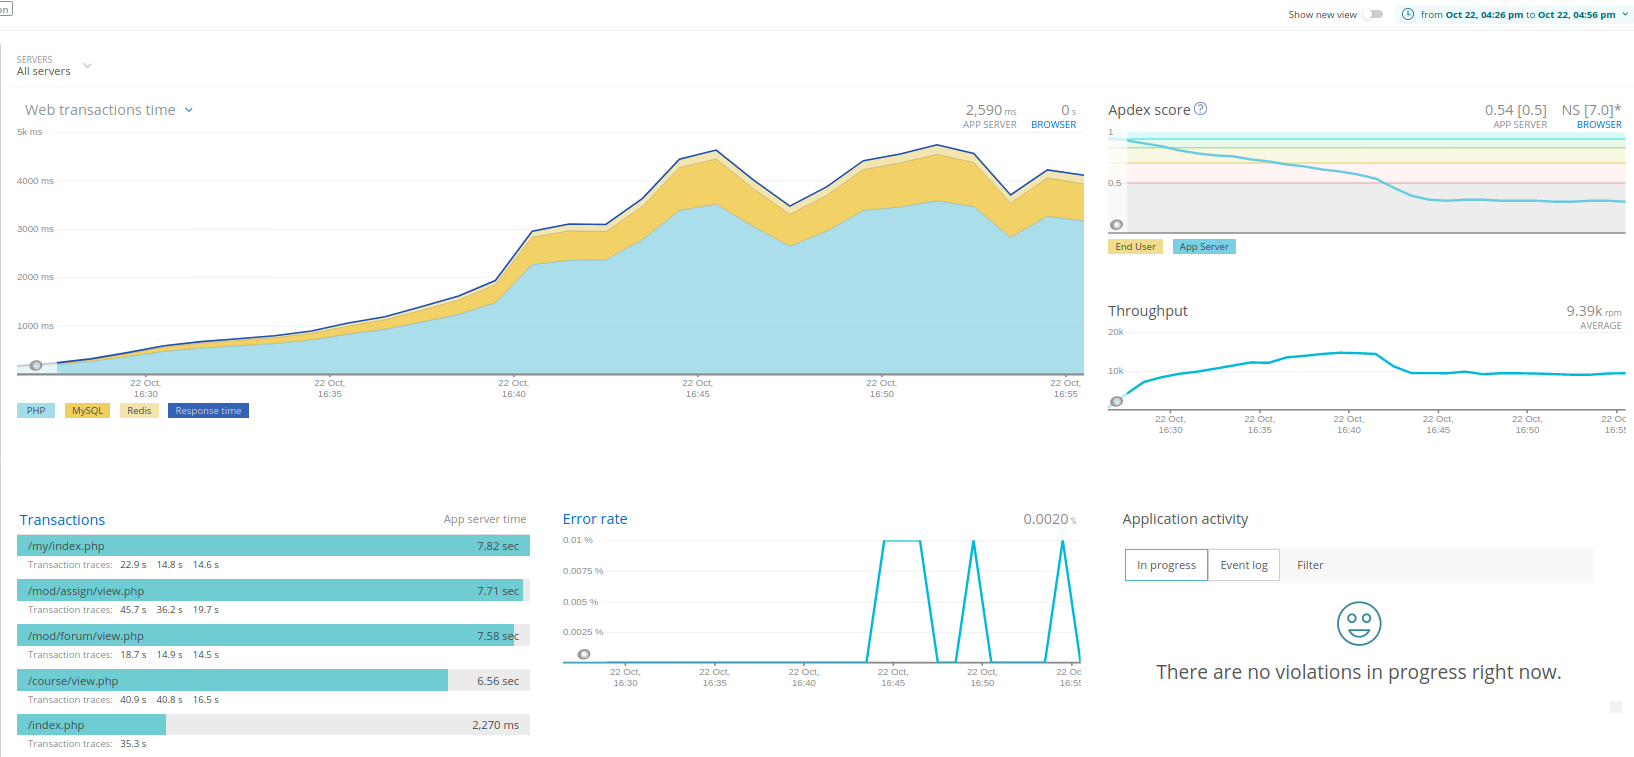 on
Show new view
from Oct 22, 04:26 pm to Oct 22, 04:56 pm
SERVERS
All servers
Web transactions time
2,590 ms
APP SERVER
0 s
BROWSER
5k ms
4000 ms
3000 ms
2000 ms
1000 ms
22 Oct, 16:30
22 Oct, 16:35
22 Oct, 16:40
22 Oct, 16:45
22 Oct, 16:50
22 Oct, 16:55
PHP
MySQL
Redis
Response time
Apdex score ?
0.54 [0.5]
APP SERVER
NS [7.0]*
BROWSER
1
0.5
End User
App Server
Throughput
9.39k rpm
AVERAGE
20k
10k
22 Oct, 16:30
22 Oct, 16:35
22 Oct, 16:40
22 Oct, 16:45
22 Oct, 16:50
22 Oc
16:5
Transactions
App server time
/my/index.php 7.82 sec
Transaction traces: 22.9 s 14.8 s 14.6 s
/mod/assign/view.php 7.71 sec
Transaction traces: 45.7 s 36.2 s 19.7 s
/mod/forum/view.php 7.58 sec
Transaction traces: 18.7 s 14.9 s 14.5 s
/course/view.php 6.56 sec
Transaction traces: 40.9 s 40.8 s 16.5 s
/index.php 2,270 ms
Transaction traces: 35.3 s
Error rate
0.0020 %
0.01 %
0.0075 %
0.005 %
0.0025 %
22 Oct, 16:30
22 Oct, 16:35
22 Oct, 16:40
22 Oct, 16:45
22 Oct, 16:50
22 Oc
16:5
Application activity
In progress
Event log
Filter
There are no violations in progress right now.